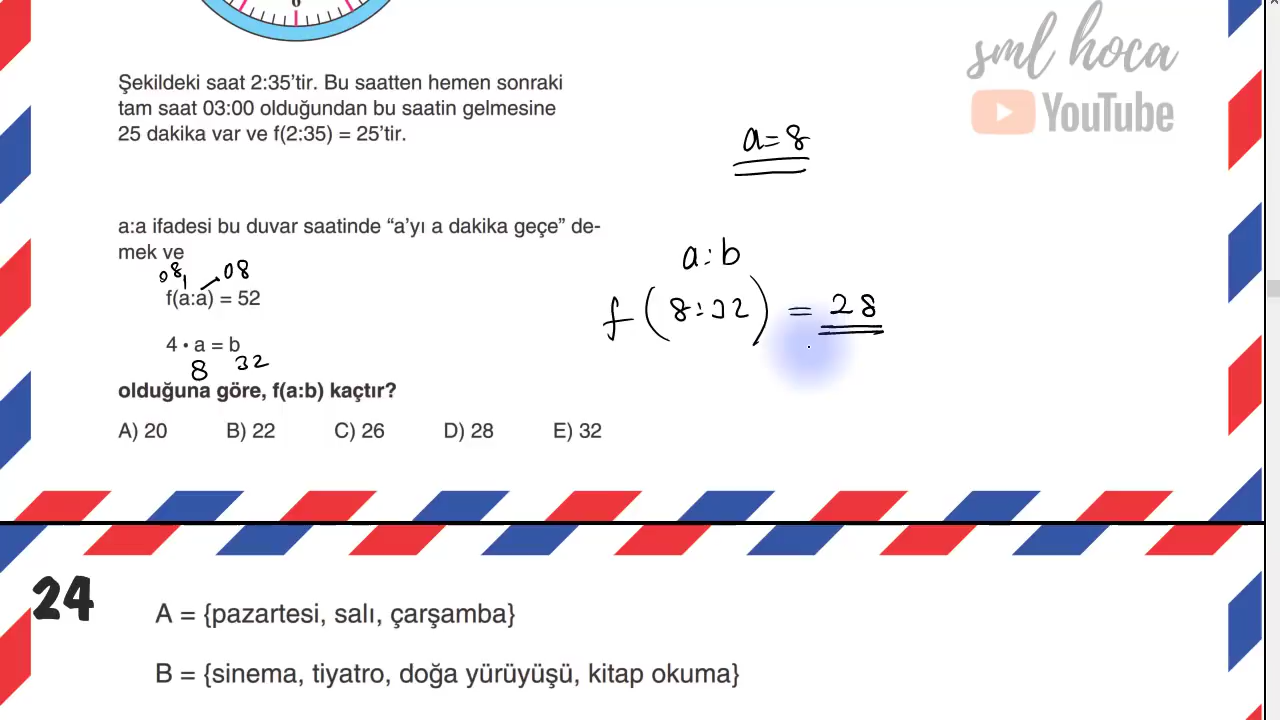 6
sml hoca
YouTube
Şekildeki saat 2:35’tir. Bu saatten hemen sonraki
tam saat 03:00 olduğundan bu saatin gelmesine
25 dakika var ve f(2:35) = 25’tir.
a=8
a:a ifadesi bu duvar saatinde “a’yı a dakika geçe” de-
mek ve
08 08
f(a:a) = 52
a:b
f(8:32) = 28
4 • a = b
8 32
olduğuna göre, f(a:b) kaçtır?
A) 20 B) 22 C) 26 D) 28 E) 32
24
A = {pazartesi, salı, çarşamba}
B = {sinema, tiyatro, doğa yürüyüşü, kitap okuma}